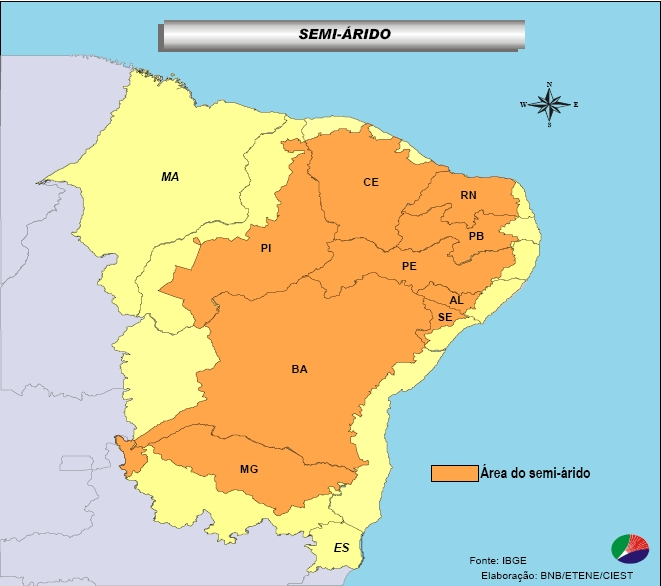 SEMI-ÁRIDO
N
W E
S
MA
CE
RN
PB
PI
PE
AL
SE
BA
MG
Área do semi-árido
ES
Fonte: IBGE
Elaboração: BNB/ETENE/CIEST